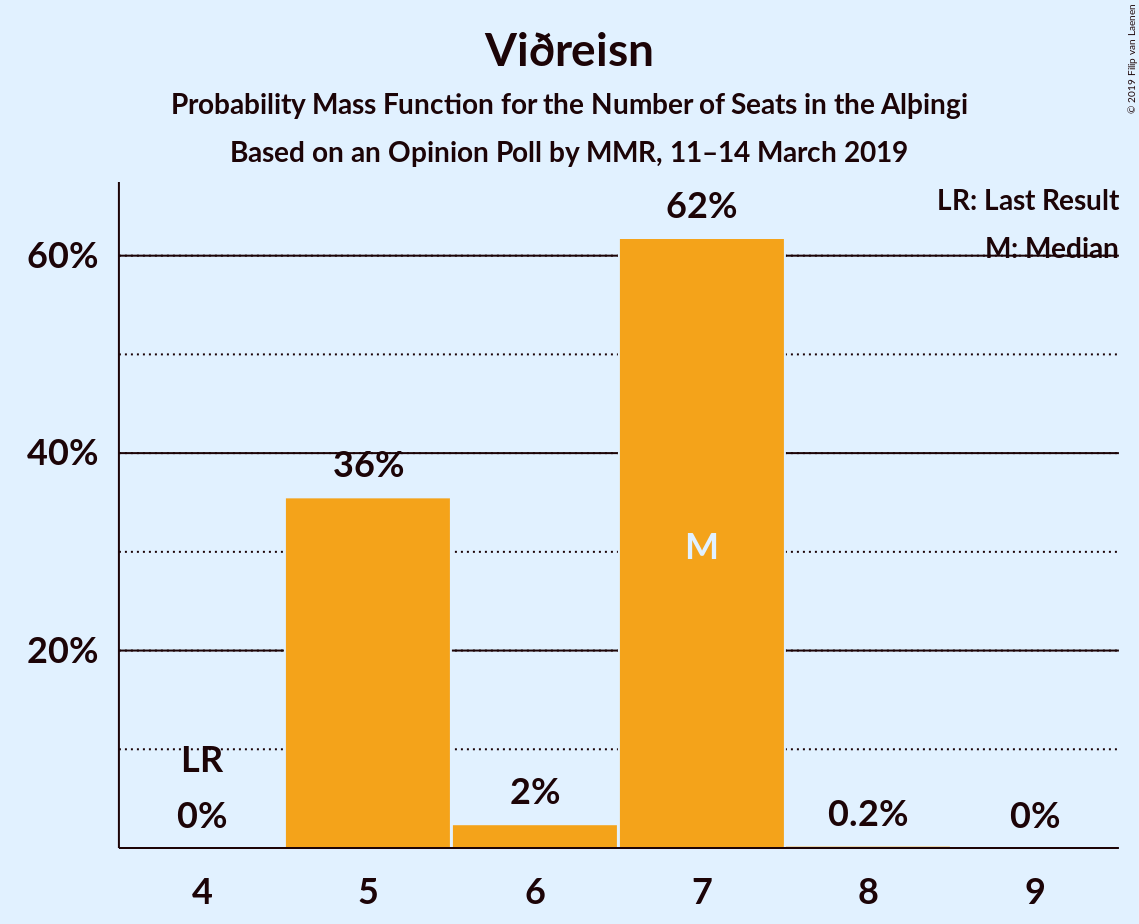 Viðreisn
Probability Mass Function for the Number of Seats in the Alþingi
Based on an Opinion Poll by MMR, 11–14 March 2019
© 2019 Filip van Laenen
LR: Last Result
M: Median
60%
40%
20%
62%
36%
M
LR
0%
2%
0.2%
0%
4 5 6 7 8 9